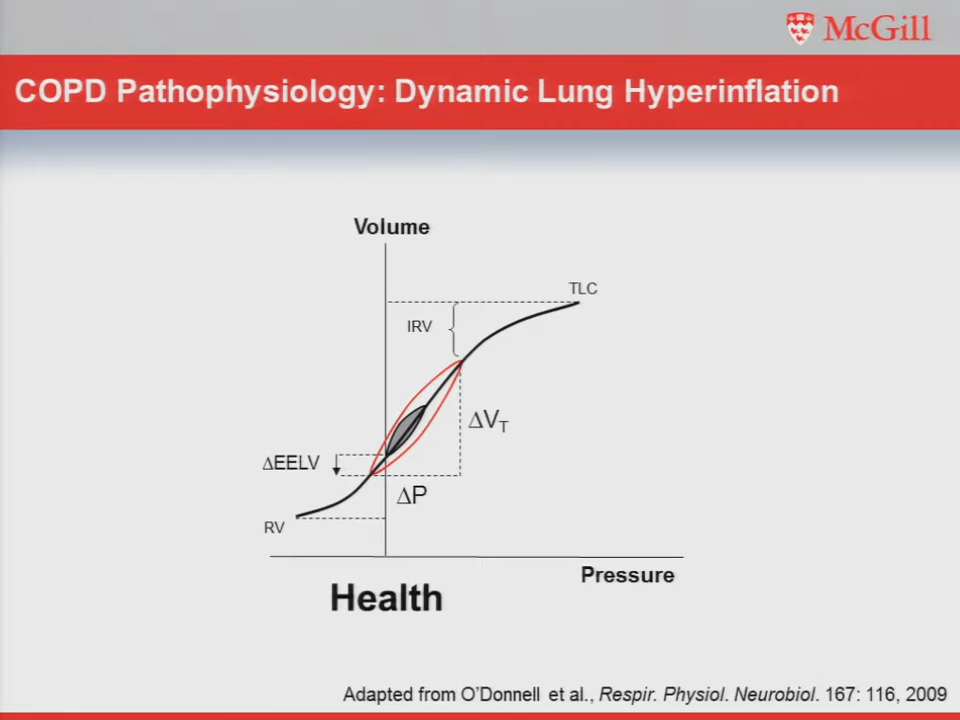 McGill
COPD Pathophysiology: Dynamic Lung Hyperinflation
Volume
TLC
IRV
ΔVT
ΔEELV
ΔP
RV
Pressure
Health
Adapted from O'Donnell et al., Respir. Physiol. Neurobiol. 167: 116, 2009